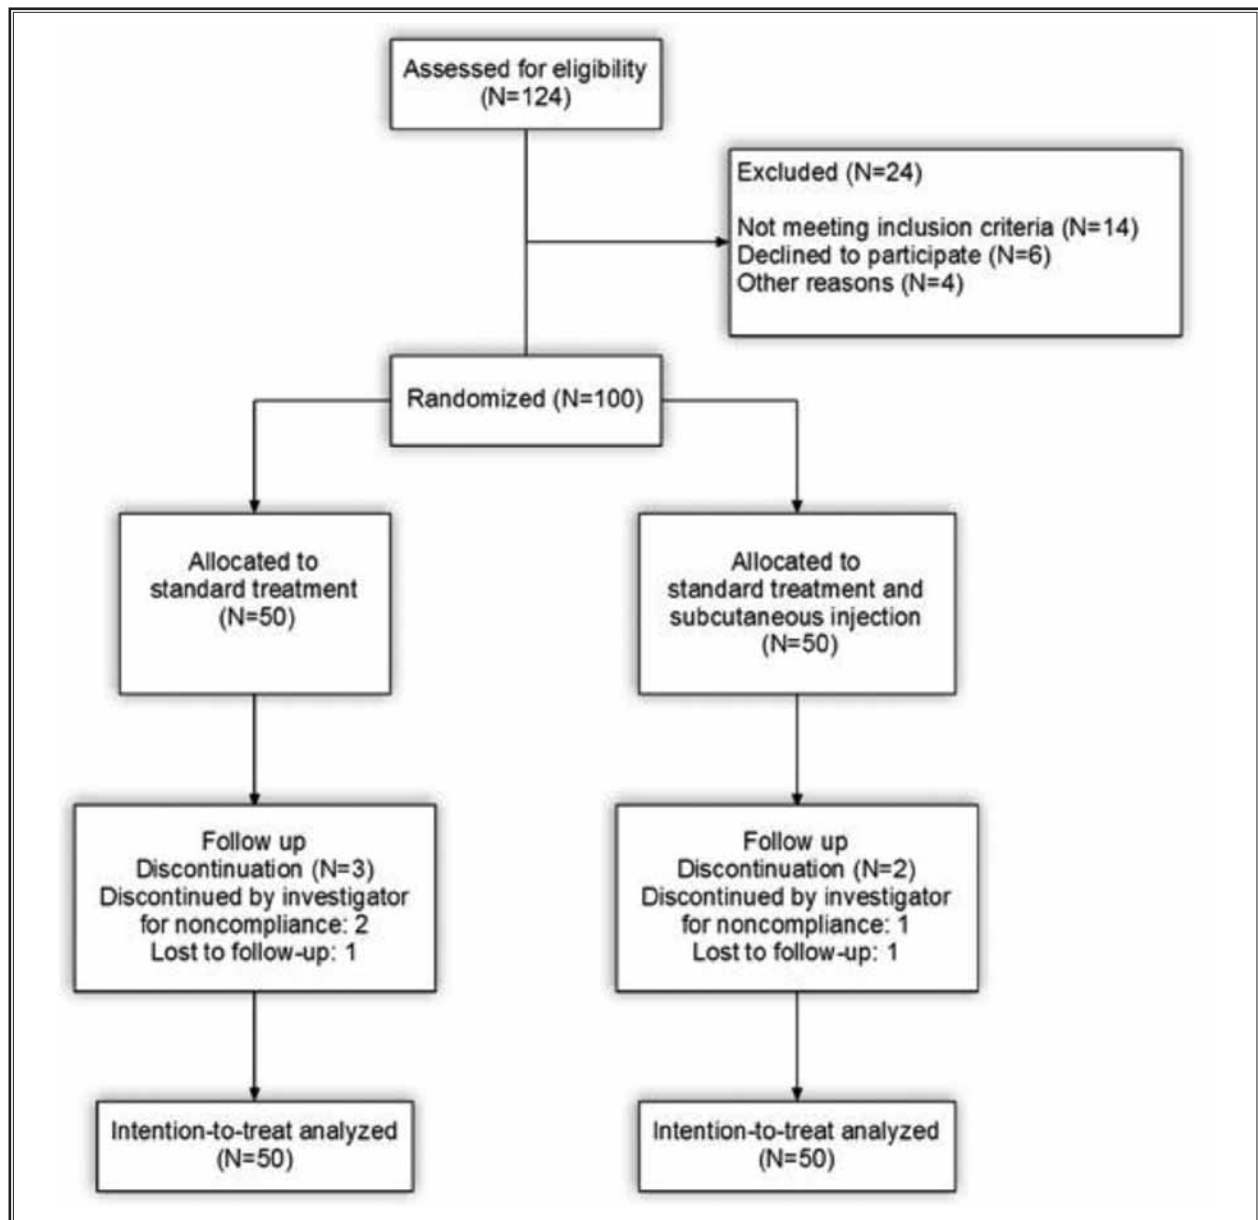 Assessed for eligibility
(N=124)
Excluded (N=24)
Not meeting inclusion criteria (N=14)
Declined to participate (N=6)
Other reasons (N=4)
Randomized (N=100)
Allocated to
standard treatment
(N=50)
Allocated to
standard treatment and
subcutaneous injection
(N=50)
Follow up
Discontinuation (N=3)
Discontinued by investigator
for noncompliance: 2
Lost to follow-up: 1
Follow up
Discontinuation (N=2)
Discontinued by investigator
for noncompliance: 1
Lost to follow-up: 1
Intention-to-treat analyzed
(N=50)
Intention-to-treat analyzed
(N=50)